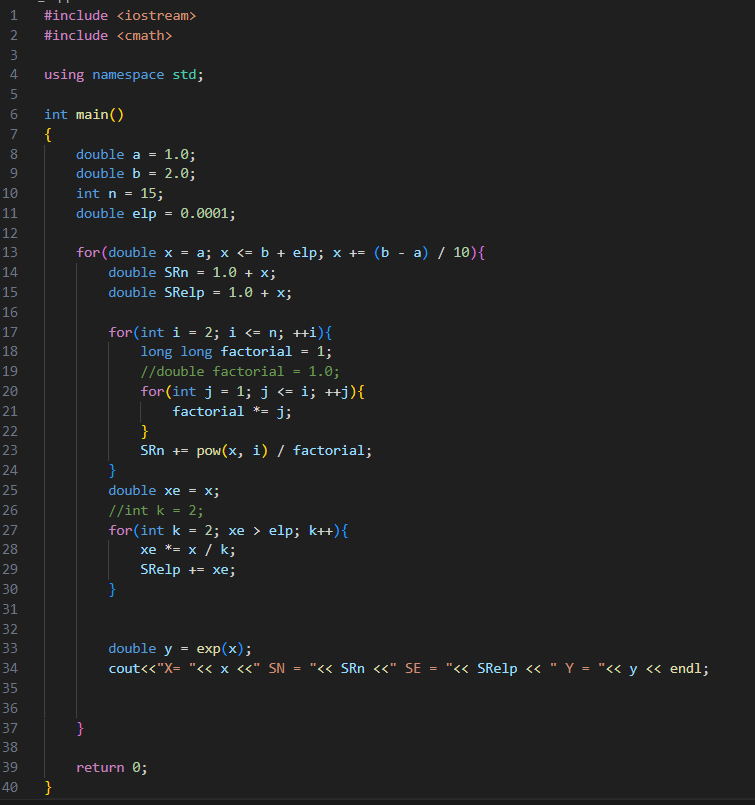 1 #include <iostream>
2 #include <cmath>
3
4 using namespace std;
5
6 int main()
7 {
8     double a = 1.0;
9     double b = 2.0;
10     int n = 15;
11     double elp = 0.0001;
12
13     for(double x = a; x <= b + elp; x += (b - a) / 10){
14         double SRn = 1.0 + x;
15         double SRelp = 1.0 + x;
16
17         for(int i = 2; i <= n; ++i){
18             long long factorial = 1;
19             //double factorial = 1.0;
20             for(int j = 1; j <= i; ++j){
21                 factorial *= j;
22             }
23             SRn += pow(x, i) / factorial;
24         }
25         double xe = x;
26         //int k = 2;
27         for(int k = 2; xe > elp; k++){
28             xe *= x / k;
29             SRelp += xe;
30         }
31
32
33         double y = exp(x);
34         cout<<"X= "<< x <<" SN = "<< SRn <<" SE = "<< SRelp << " Y = "<< y << endl;
35
36
37     }
38
39     return 0;
40 }